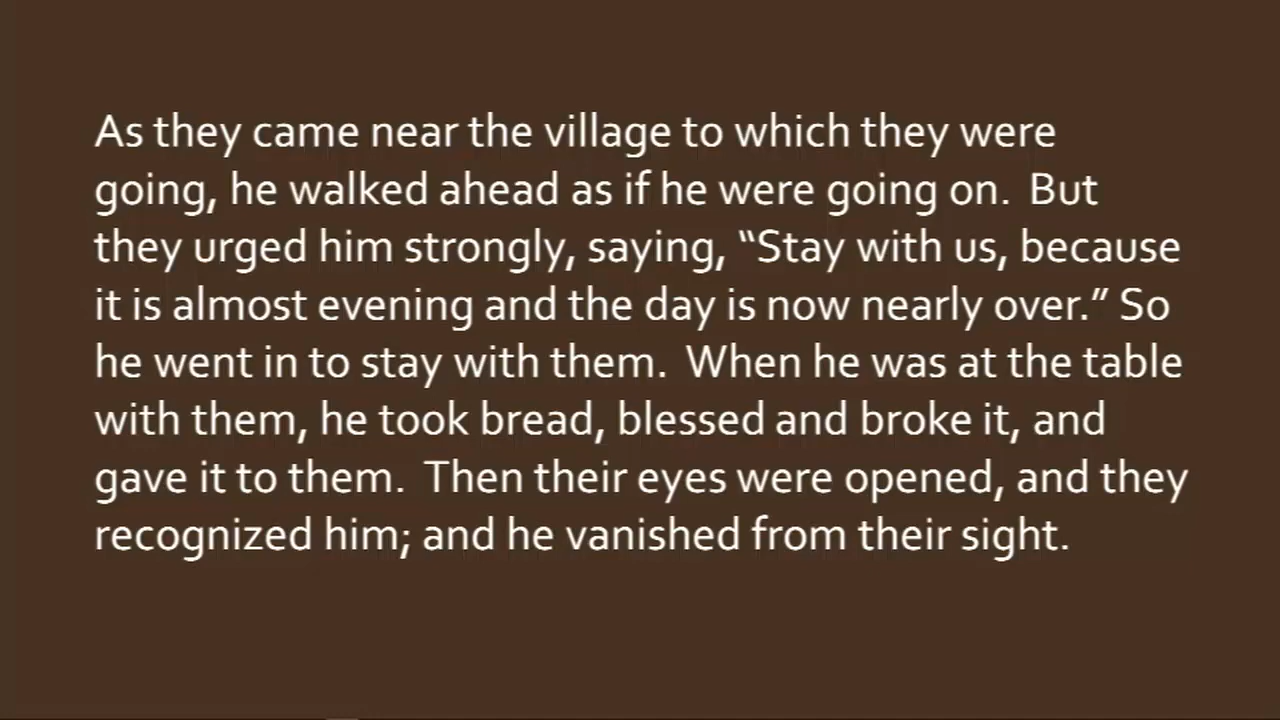 As they came near the village to which they were
going, he walked ahead as if he were going on.  But
they urged him strongly, saying, “Stay with us, because
it is almost evening and the day is now nearly over.” So
he went in to stay with them.  When he was at the table
with them, he took bread, blessed and broke it, and
gave it to them.  Then their eyes were opened, and they
recognized him; and he vanished from their sight.